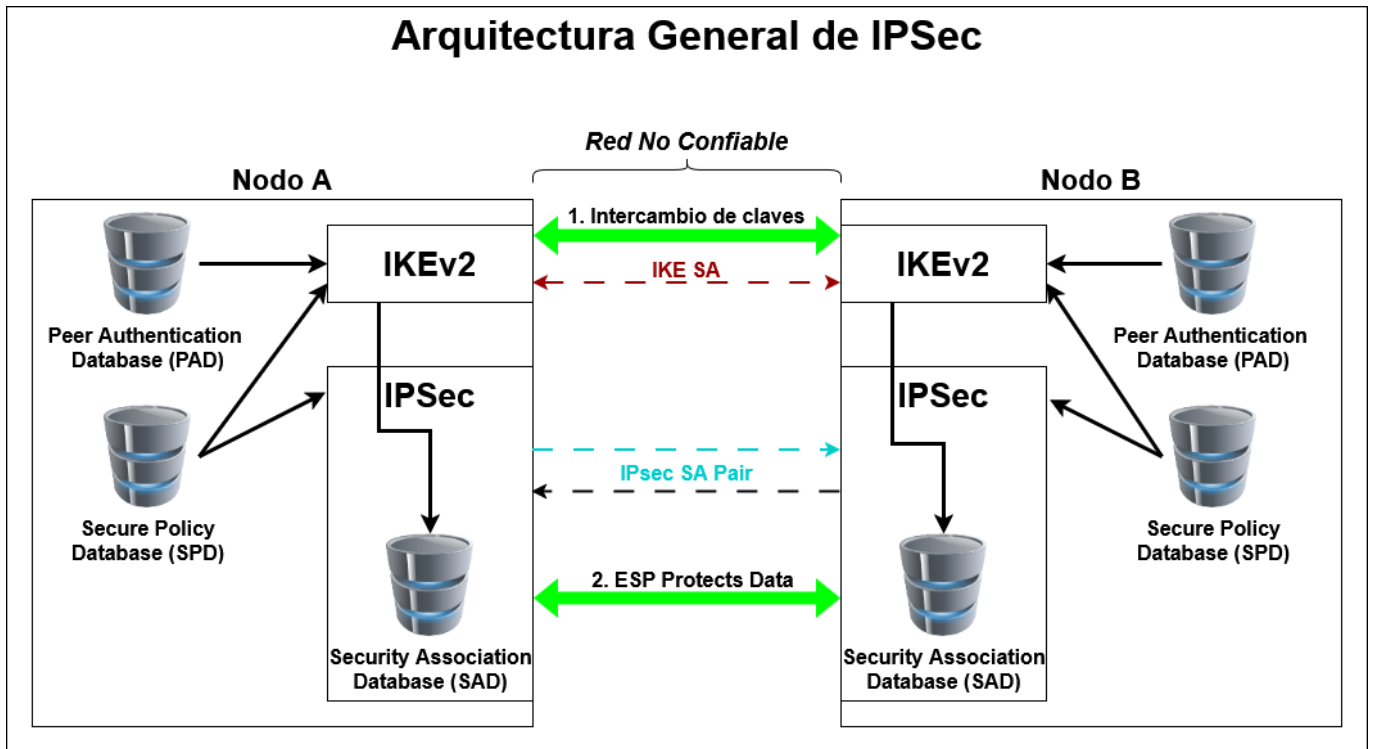 Arquitectura General de IPSec
Red No Confiable
Nodo A
Nodo B
1. Intercambio de claves
IKEv2
IKE SA
IKEv2
Peer Authentication
Database (PAD)
Peer Authentication
Database (PAD)
IPSec
IPSec
IPsec SA Pair
Secure Policy
Database (SPD)
Secure Policy
Database (SPD)
2. ESP Protects Data
Security Association
Database (SAD)
Security Association
Database (SAD)